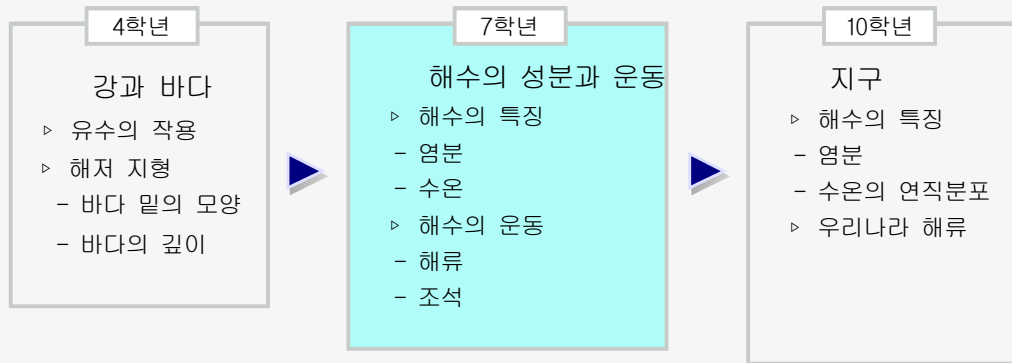 4학년
강과 바다
▹ 유수의 작용
▹ 해저 지형
- 바다 밑의 모양
- 바다의 깊이
7학년
해수의 성분과 운동
▹ 해수의 특징
- 염분
- 수온
▹ 해수의 운동
- 해류
- 조석
10학년
지구
▹ 해수의 특징
- 염분
- 수온의 연직분포
▹ 우리나라 해류